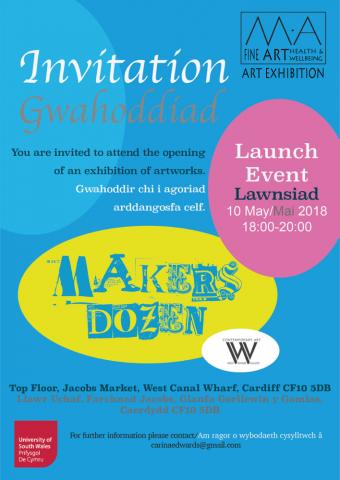 M.A
FINE ART HEALTH &
WELLBEING
ART EXHIBITION
Invitation
Gwahoddiad
You are invited to attend the opening
of an exhibition of artworks.
Gwahoddir chi i agoriad
arddangosfa celf.
Launch
Event
Lawnsiad
10 May/Mai 2018
18:00-20:00
MAKERS
DOZEN
CONTEMPORARY ART
W
Top Floor, Jacobs Market, West Canal Wharf, Cardiff CF10 5DB
Llawr Uchaf, Farchnad Jacobs, Glanfa Gorllewin y Gamlas,
Caerdydd CF10 5DB
University of
South Wales
Prifysgol
De Cymru
For further information please contact/Am ragor o wybodaeth cysylltwch â
carinaedwards@gmail.com